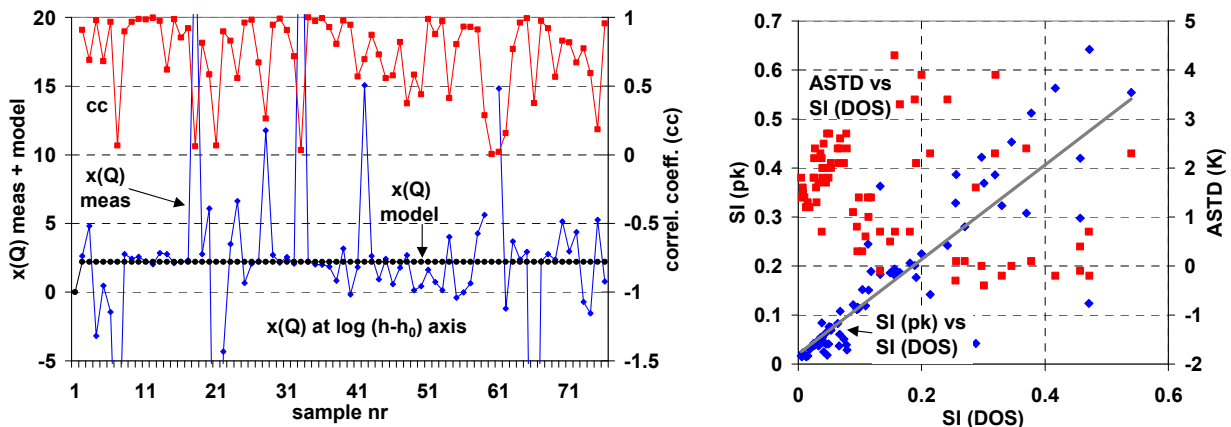 20
15
10
5
0
-5
x(Q) meas + model
1
0.5
0
-0.5
-1
-1.5
correl. coeff. (cc)
cc
x(Q)
meas
x(Q)
model
x(Q) at log (h-h0) axis
1 11 21 31 41 51 61 71
sample nr
0.7
0.6
0.5
0.4
0.3
0.2
0.1
0
SI (pk)
5
4
3
2
1
0
-1
-2
ASTD (K)
ASTD vs
SI (DOS)
SI (pk) vs
SI (DOS)
0 0.2 0.4 0.6
SI (DOS)